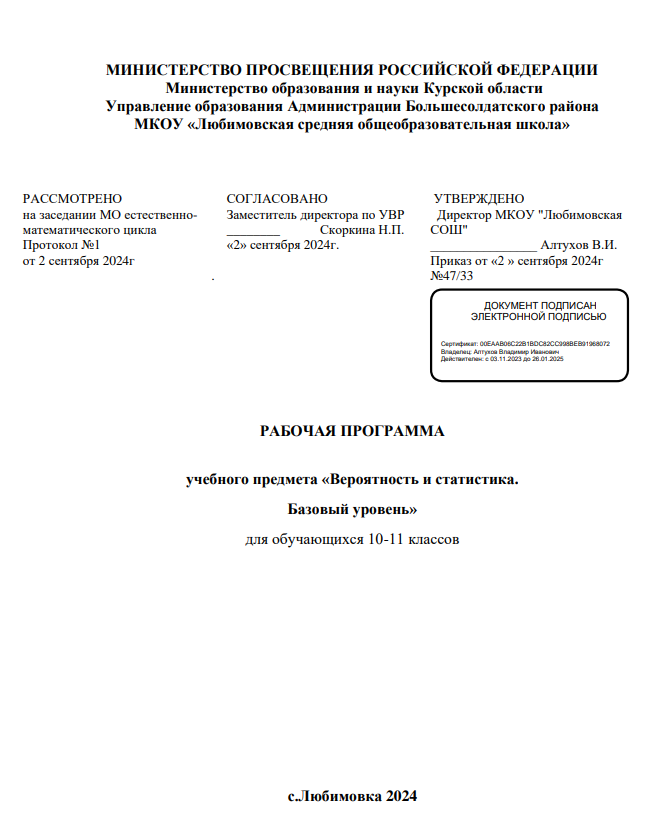 МИНИСТЕРСТВО ПРОСВЕЩЕНИЯ РОССИЙСКОЙ ФЕДЕРАЦИИ
Министерство образования и науки Курской области
Управление образования Администрации Большесолдатского района
МКОУ «Любимовская средняя общеобразовательная школа»
РАССМОТРЕНО
на заседании МО естественно-
математического цикла
Протокол №1
от 2 сентября 2024г
СОГЛАСОВАНО
Заместитель директора по УВР
________ Скоркина Н.П.
«2» сентября 2024г.
.
УТВЕРЖДЕНО
Директор МКОУ "Любимовская
СОШ"
________________ Алтухов В.И.
Приказ от «2 » сентября 2024г
№47/33
ДОКУМЕНТ ПОДПИСАН
ЭЛЕКТРОННОЙ ПОДПИСЬЮ
Сертификат: 00EAAB06C22B1BDC82CC998BEB91968072
Владелец: Алтухов Владимир Иванович
Действителен: с 03.11.2023 до 26.01.2025
РАБОЧАЯ ПРОГРАММА
учебного предмета «Вероятность и статистика.
Базовый уровень»
для обучающихся 10-11 классов
с.Любимовка 2024